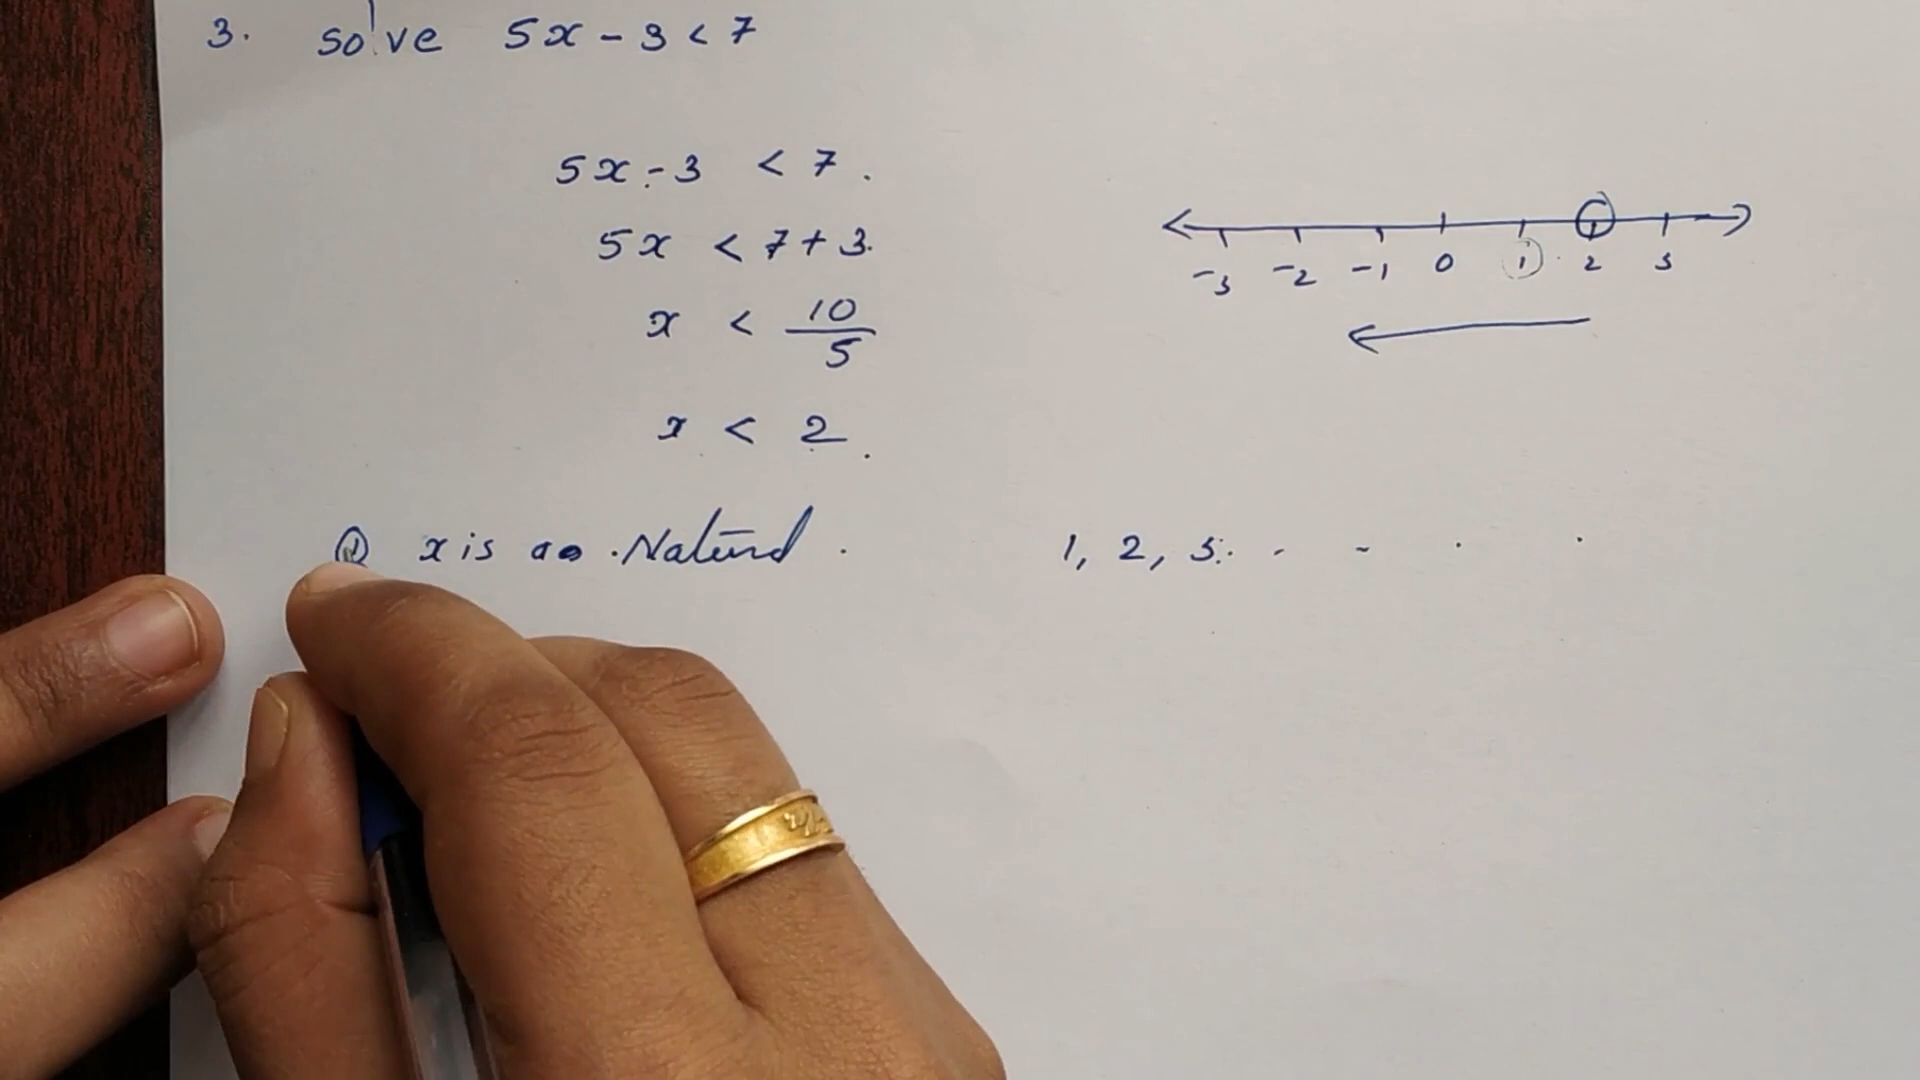 3. solve 5x - 3 < 7
5x - 3 < 7.
5x < 7 + 3.
x < 10/5
x < 2.
-3 -2 -1 0 1 2 3
x is a Natural. 1, 2, 3. . . . .